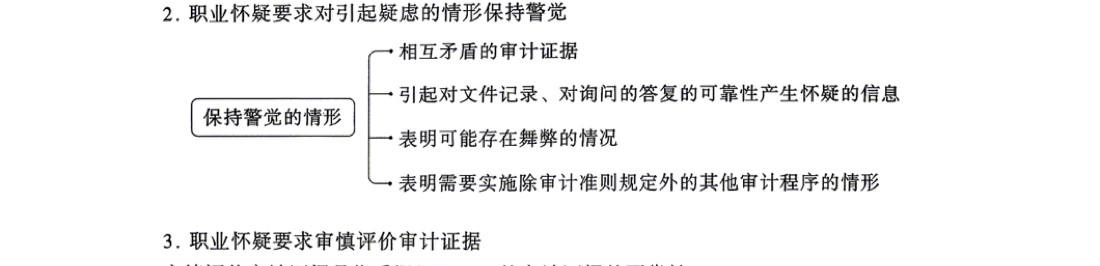 2. 职业怀疑要求对引起疑虑的情形保持警觉
相互矛盾的审计证据
引起对文件记录、对询问的答复的可靠性产生怀疑的信息
保持警觉的情形
表明可能存在舞弊的情况
表明需要实施除审计准则规定外的其他审计程序的情形
3. 职业怀疑要求审慎评价审计证据